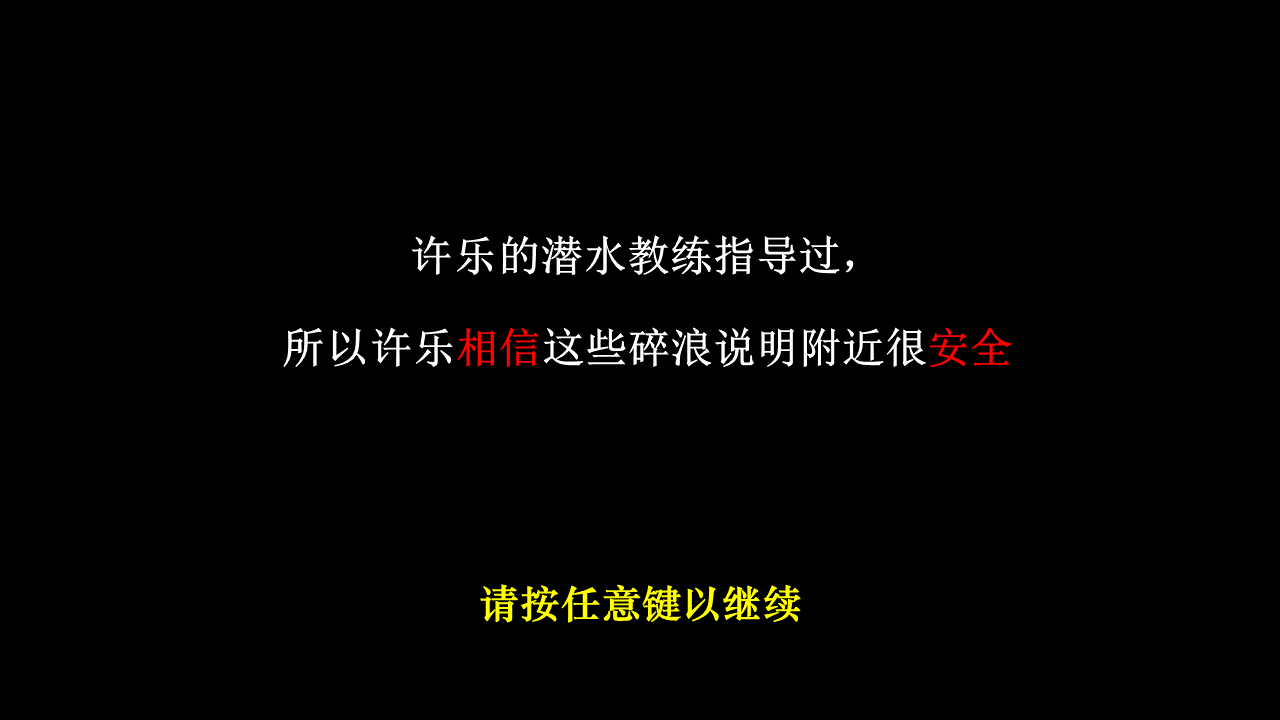 许乐的潜水教练指导过，
所以许乐相信这些碎浪说明附近很安全
请按任意键以继续